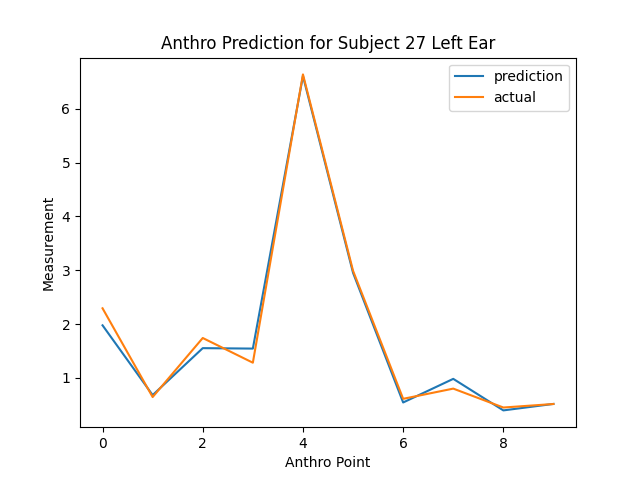 Anthro Prediction for Subject 27 Left Ear
prediction
actual
Measurement
6
5
4
3
2
1
0 2 4 6 8
Anthro Point